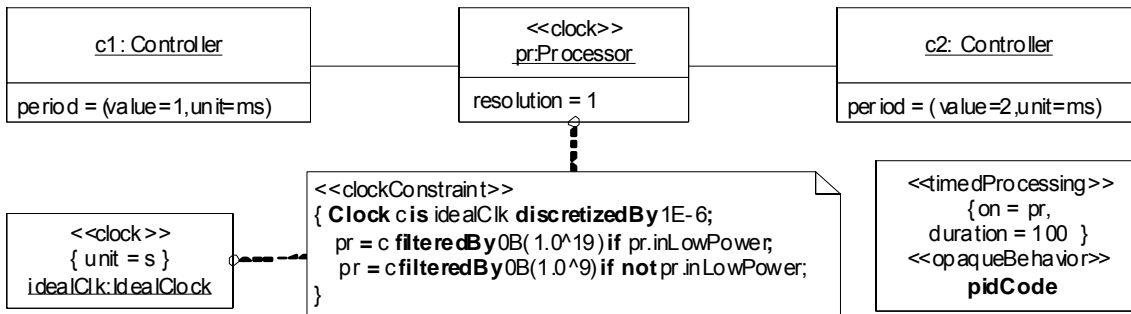 c1: Controller
period = (value=1,unit=ms)
<<clock>>
pr:Processor
resolution = 1
c2: Controller
period = ( value=2,unit=ms)
<<clock>>
{ unit = s }
idealClk:IdealClock
<<clockConstraint>>
{ Clock c is idealClk discretizedBy 1E-6;
pr = c filteredBy 0B(1.0^19) if pr.inLowPower;
pr = c filteredBy 0B(1.0^9) if not pr.inLowPower;
}
<<timedProcessing>>
{ on = pr,
duration = 100 }
<<opaqueBehavior>>
pidCode